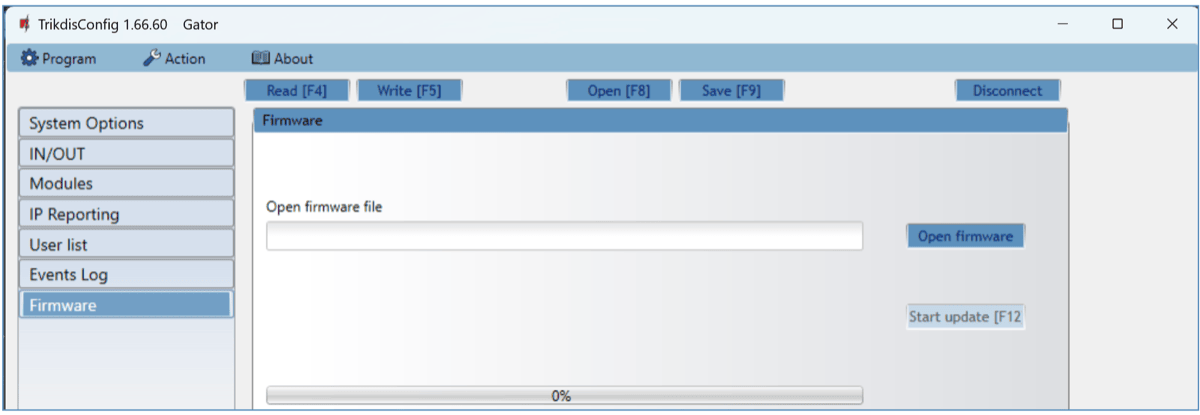 TrikdisConfig 1.66.60 Gator
Program Action About
Read [F4] Write [F5] Open [F8] Save [F9] Disconnect
System Options
IN/OUT
Modules
IP Reporting
User list
Events Log
Firmware
Firmware
Open firmware file
Open firmware
Start update [F12
0%